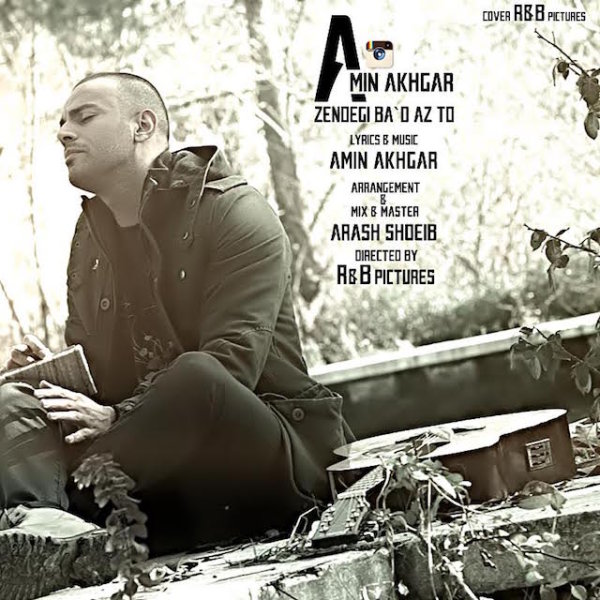 COVER R&B PICTURES
AMIN AKHGAR
ZENDEGI BA`D AZ TO
LYRICS & MUSIC
AMIN AKHGAR
ARRANGEMENT
&
MIX & MASTER
ARASH SHOEIB
DIRECTED BY
R&B PICTURES